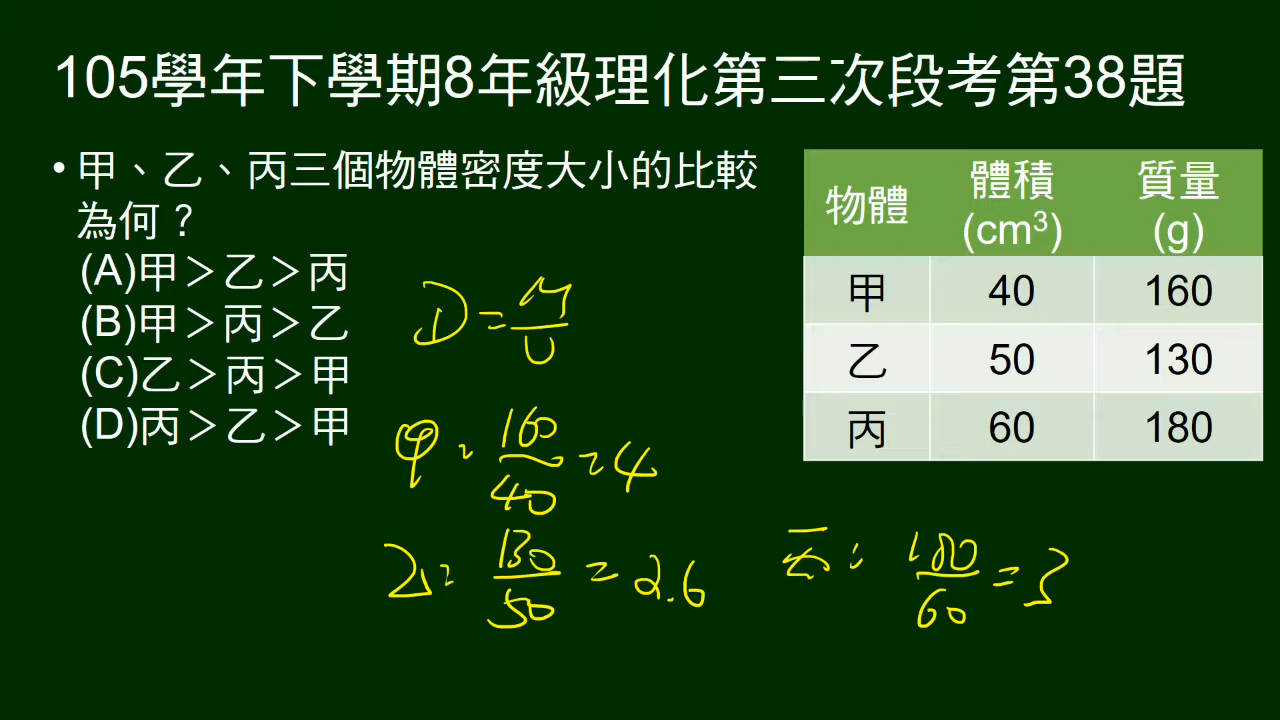 105學年下學期8年級理化第三次段考第38題
• 甲、乙、丙三個物體密度大小的比較
為何？
(A)甲＞乙＞丙
(B)甲＞丙＞乙
(C)乙＞丙＞甲
(D)丙＞乙＞甲
物體 體積 (cm³) 質量 (g)
甲 40 160
乙 50 130
丙 60 180
D = M/V
甲: 160/40 = 4
乙: 130/50 = 2.6
丙: 180/60 = 3